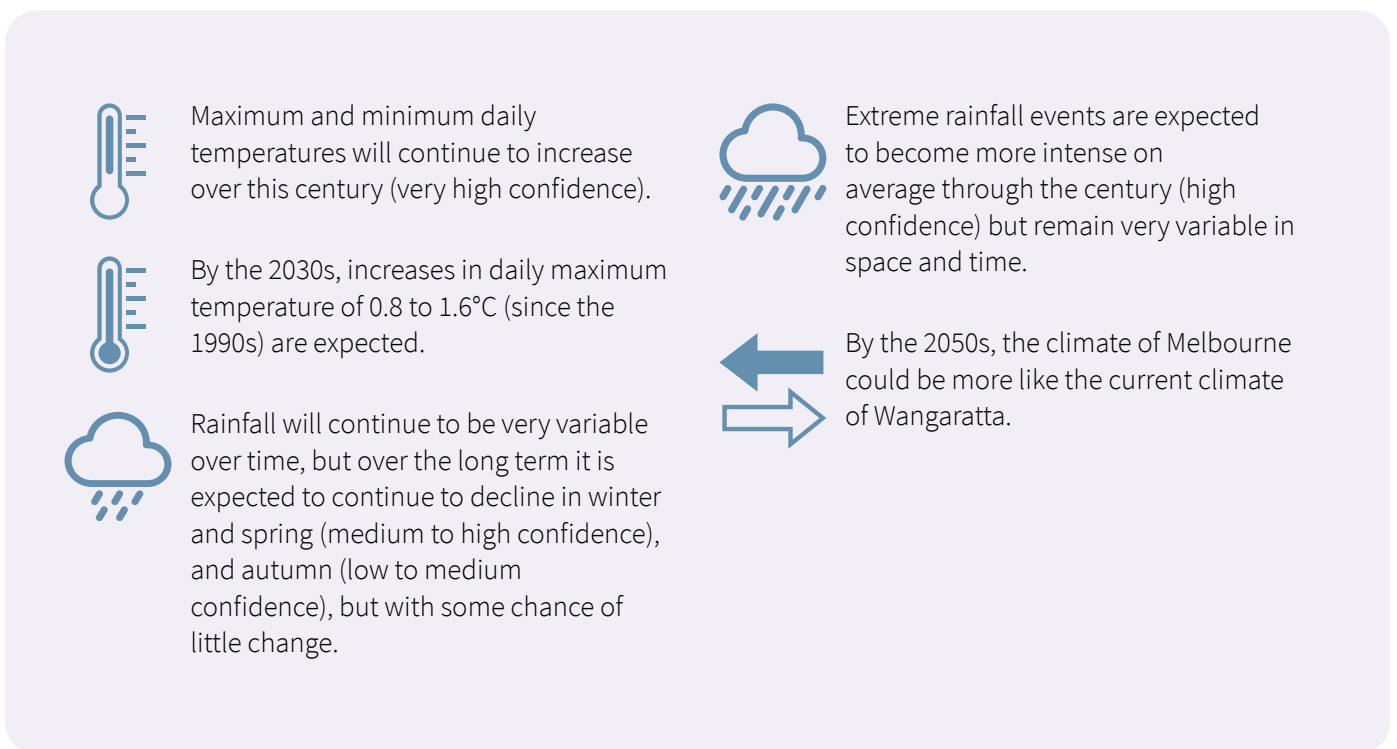 Maximum and minimum daily
temperatures will continue to increase
over this century (very high confidence).
By the 2030s, increases in daily maximum
temperature of 0.8 to 1.6°C (since the
1990s) are expected.
Rainfall will continue to be very variable
over time, but over the long term it is
expected to continue to decline in winter
and spring (medium to high confidence),
and autumn (low to medium
confidence), but with some chance of
little change.
Extreme rainfall events are expected
to become more intense on
average through the century (high
confidence) but remain very variable in
space and time.
By the 2050s, the climate of Melbourne
could be more like the current climate
of Wangaratta.